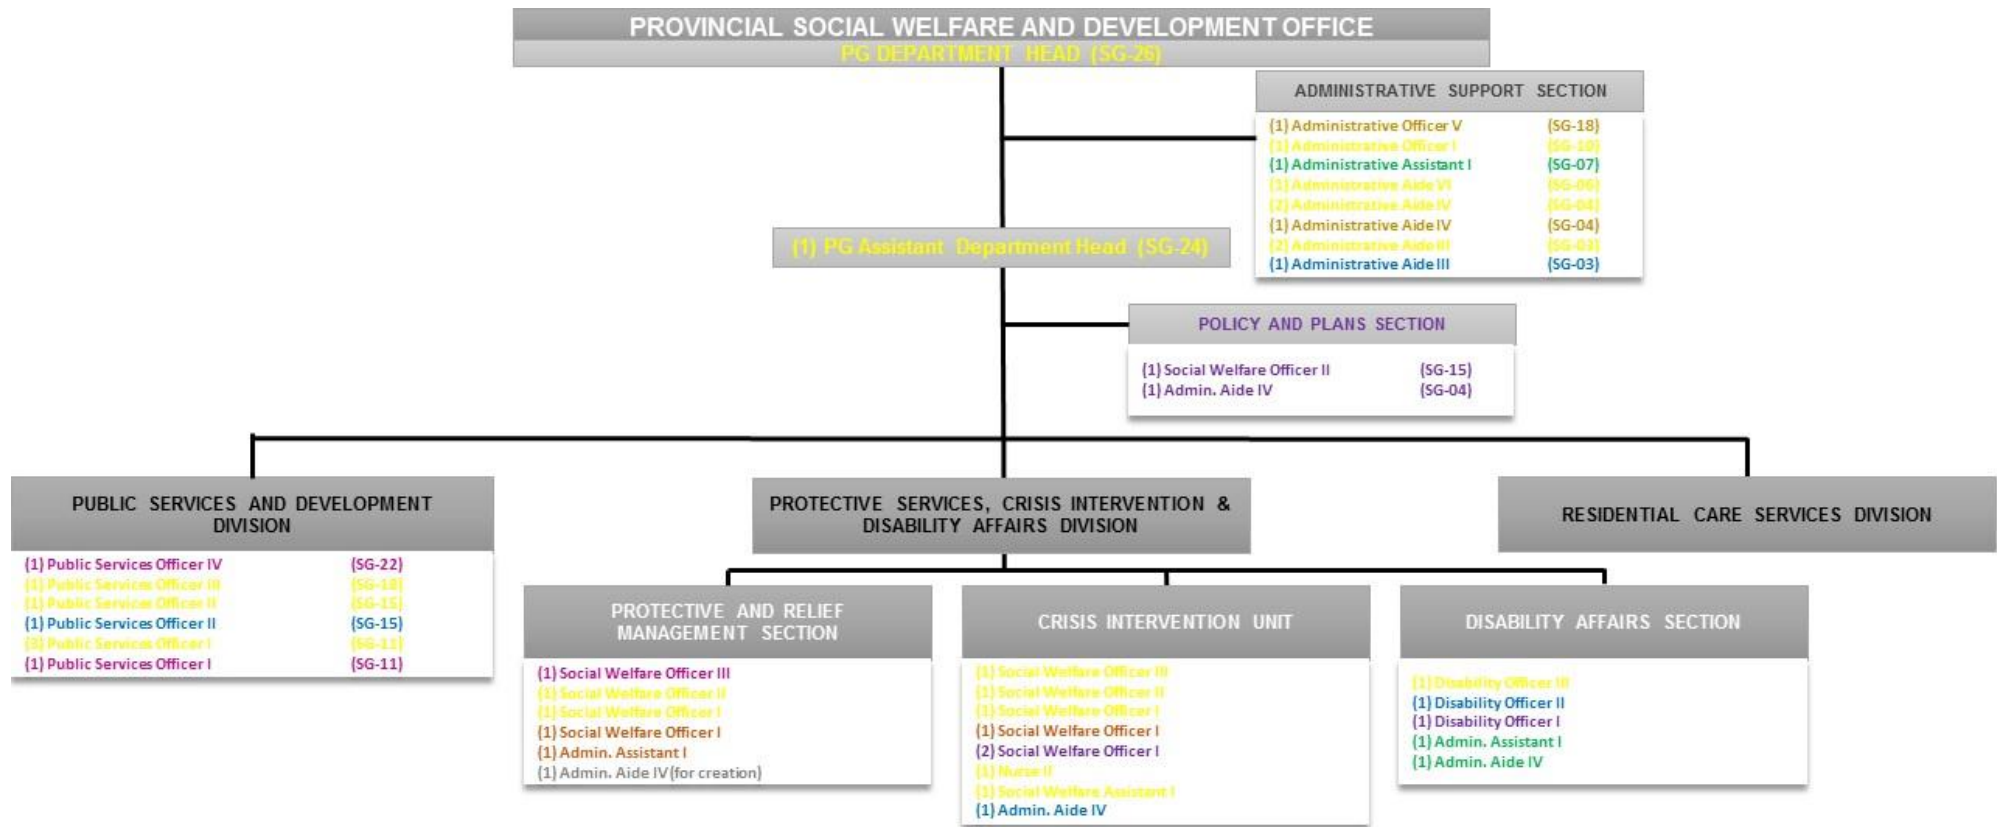 PROVINCIAL SOCIAL WELFARE AND DEVELOPMENT OFFICE
PG DEPARTMENT HEAD (SG-26)
ADMINISTRATIVE SUPPORT SECTION
(1) Administrative Officer V (SG-18)
(1) Administrative Officer I (SG-10)
(1) Administrative Assistant I (SG-07)
(1) Administrative Aide VI (SG-06)
(2) Administrative Aide IV (SG-04)
(1) Administrative Aide IV (SG-04)
(2) Administrative Aide III (SG-03)
(1) Administrative Aide III (SG-03)
(1) PG Assistant Department Head (SG-24)
POLICY AND PLANS SECTION
(1) Social Welfare Officer II (SG-15)
(1) Admin. Aide IV (SG-04)
PUBLIC SERVICES AND DEVELOPMENT
DIVISION
(1) Public Services Officer IV (SG-22)
(1) Public Services Officer III (SG-18)
(1) Public Services Officer II (SG-15)
(1) Public Services Officer II (SG-15)
(3) Public Services Officer I (SG-11)
(1) Public Services Officer I (SG-11)
PROTECTIVE SERVICES, CRISIS INTERVENTION &
DISABILITY AFFAIRS DIVISION
RESIDENTIAL CARE SERVICES DIVISION
PROTECTIVE AND RELIEF
MANAGEMENT SECTION
(1) Social Welfare Officer III
(1) Social Welfare Officer II
(1) Social Welfare Officer I
(1) Social Welfare Officer I
(1) Admin. Assistant I
(1) Admin. Aide IV (for creation)
CRISIS INTERVENTION UNIT
(1) Social Welfare Officer III
(1) Social Welfare Officer II
(1) Social Welfare Officer I
(1) Social Welfare Officer I
(2) Social Welfare Officer I
(1) Nurse II
(1) Social Welfare Assistant I
(1) Admin. Aide IV
DISABILITY AFFAIRS SECTION
(1) Disability Officer III
(1) Disability Officer II
(1) Disability Officer I
(1) Admin. Assistant I
(1) Admin. Aide IV